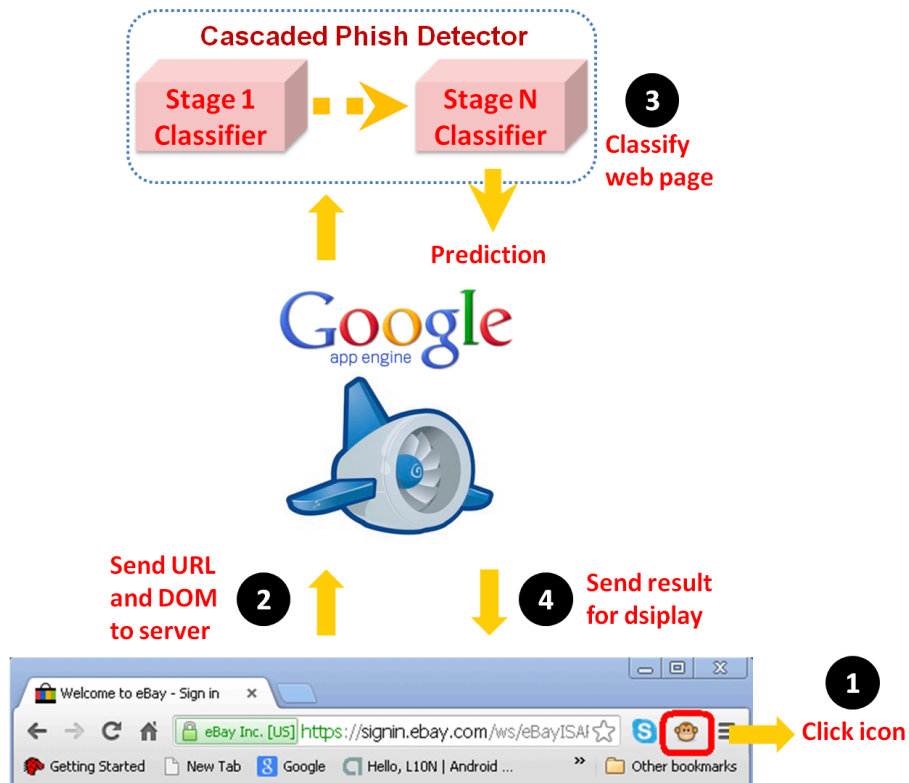 Cascaded Phish Detector
Stage 1
Classifier
Stage N
Classifier
3
Classify
web page
Prediction
Google
app engine
Send URL
and DOM
to server
2
4
Send result
for dsiplay
1
Click icon
Welcome to eBay - Sign in
eBay Inc. [US] https://signin.ebay.com/ws/eBayISAI
Getting Started New Tab Google Hello, L10N | Android ... » Other bookmarks